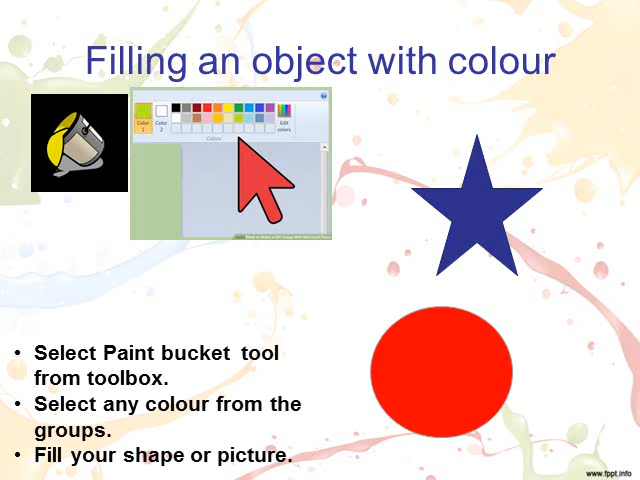 Filling an object with colour
Color 1
Color 2
Edit colors
Colors
• Select Paint bucket tool
from toolbox.
• Select any colour from the
groups.
• Fill your shape or picture.
www.fppt.info